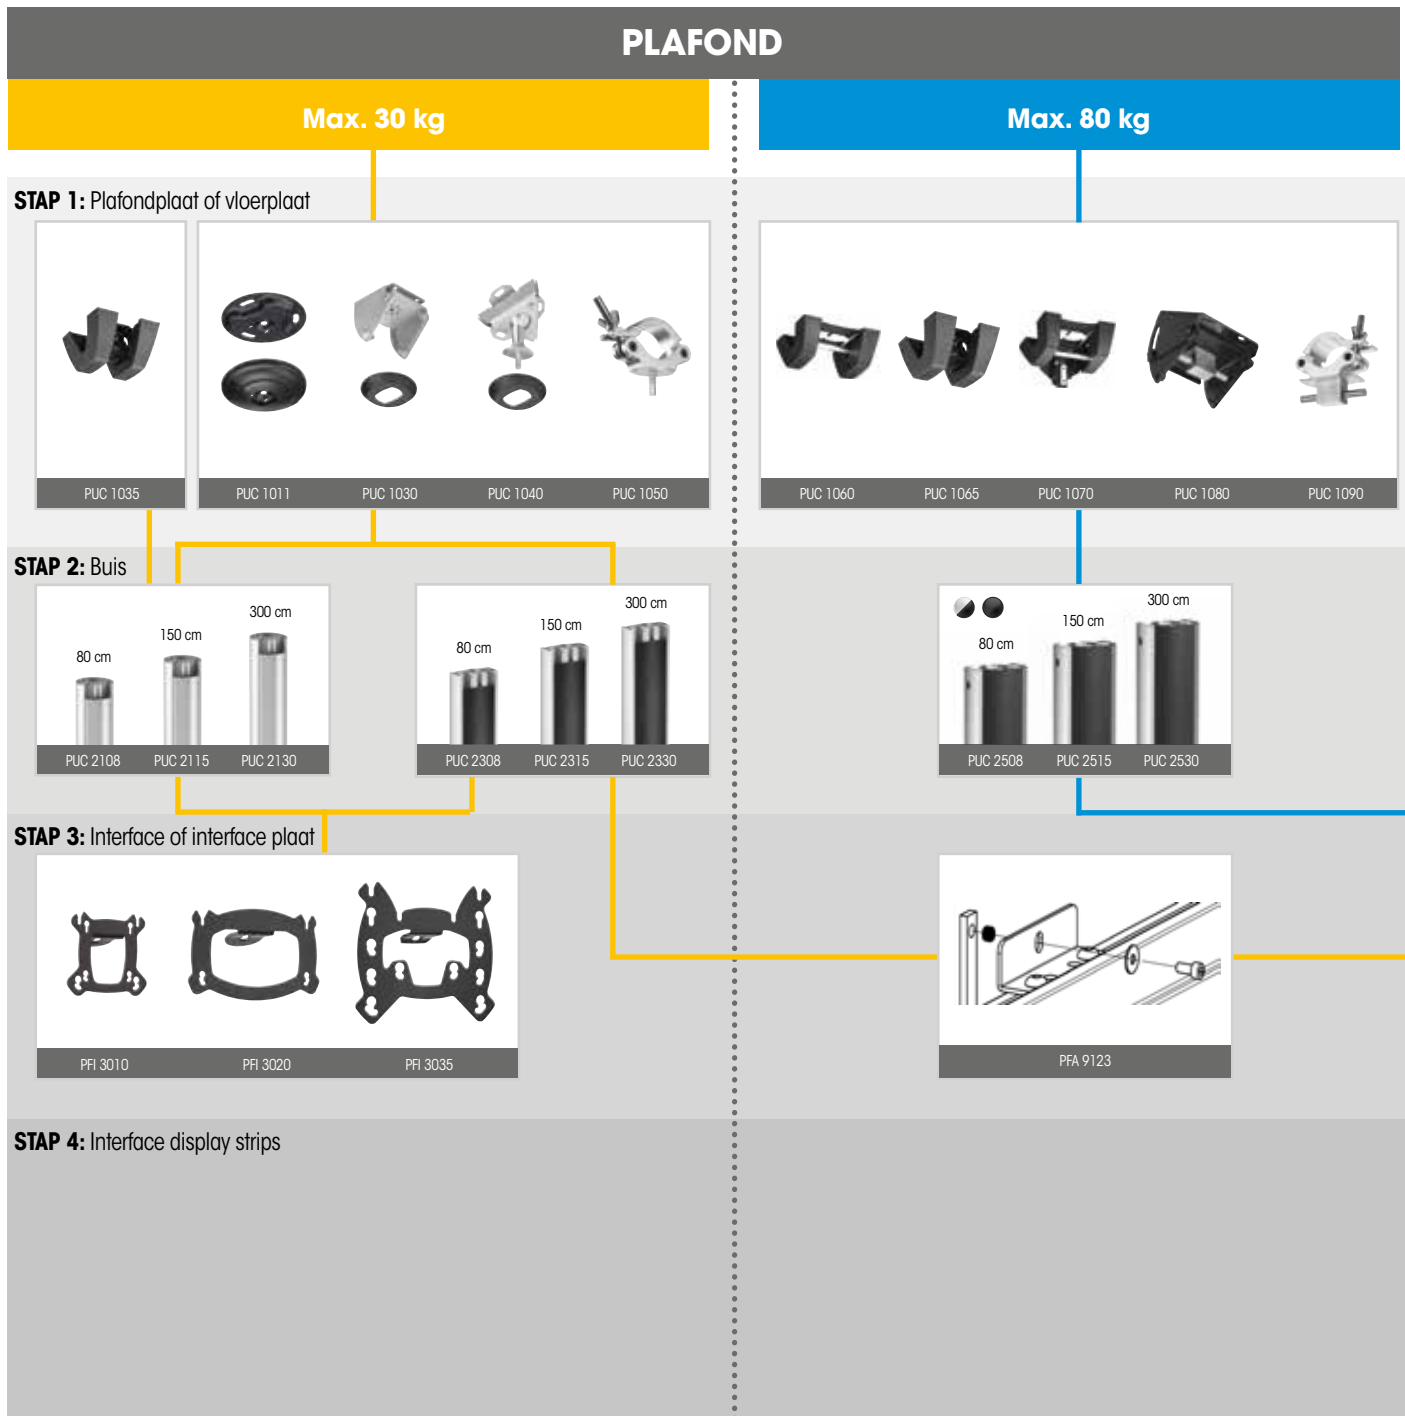 PLAFOND
Max. 30 kg
Max. 80 kg
STAP 1: Plafondplaat of vloerplaat
PUC 1035
PUC 1011
PUC 1030
PUC 1040
PUC 1050
PUC 1060
PUC 1065
PUC 1070
PUC 1080
PUC 1090
STAP 2: Buis
80 cm
150 cm
300 cm
PUC 2108
PUC 2115
PUC 2130
80 cm
150 cm
300 cm
PUC 2308
PUC 2315
PUC 2330
80 cm
150 cm
300 cm
PUC 2508
PUC 2515
PUC 2530
STAP 3: Interface of interface plaat
PFI 3010
PFI 3020
PFI 3035
PFA 9123
STAP 4: Interface display strips